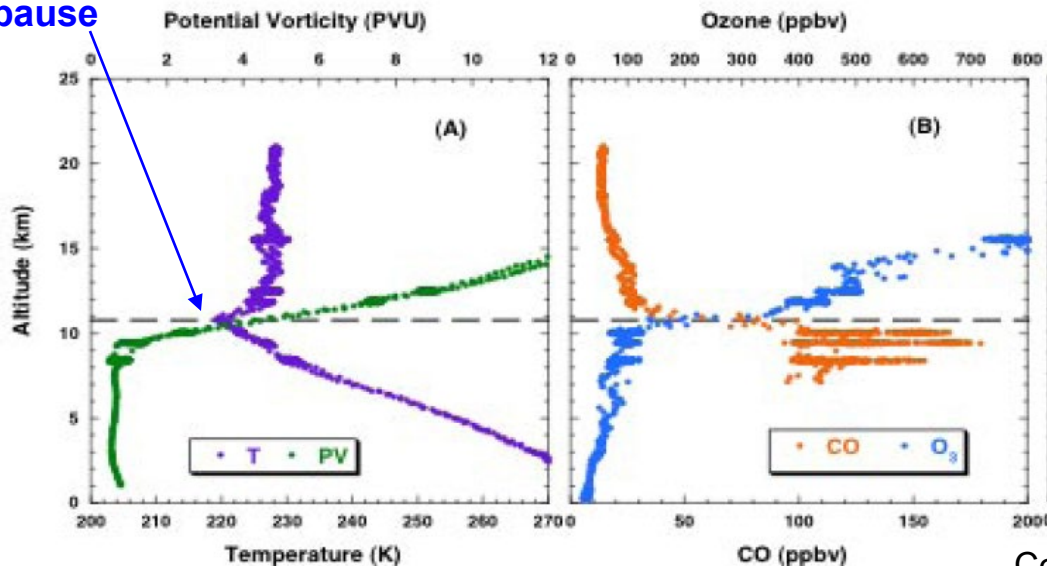 pause
Potential Vorticity (PVU)
0 2 4 6 8 10 12
Ozone (ppbv)
0 100 200 300 400 500 600 700 800
Altitude (km)
25
20
15
10
5
0
(A)
(B)
T PV
CO O₃
200 210 220 230 240 250 260 270
Temperature (K)
0 50 100 150 200
CO (ppbv)
Co